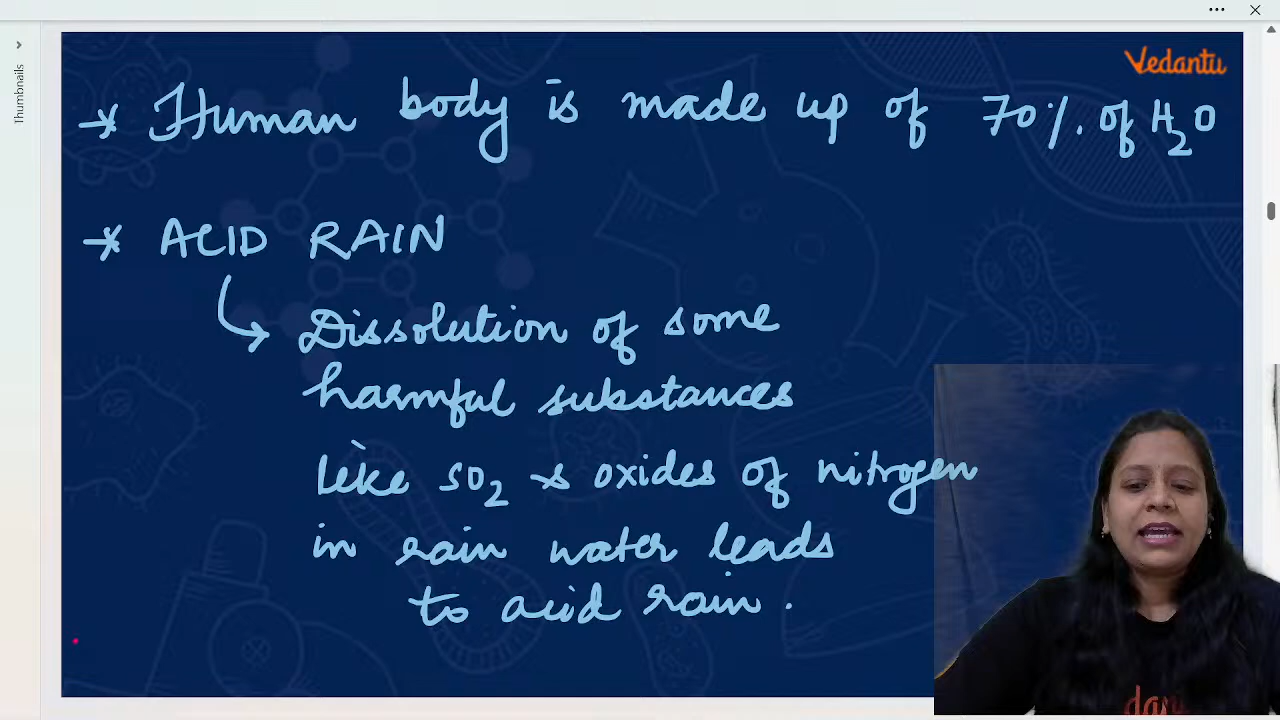 Thumbnails
Vedantu
Human body is made up of 70% of H₂O
ACID RAIN
Dissolution of some
harmful substances
like SO₂ & oxides of nitrogen
in rain water leads
to acid rain.